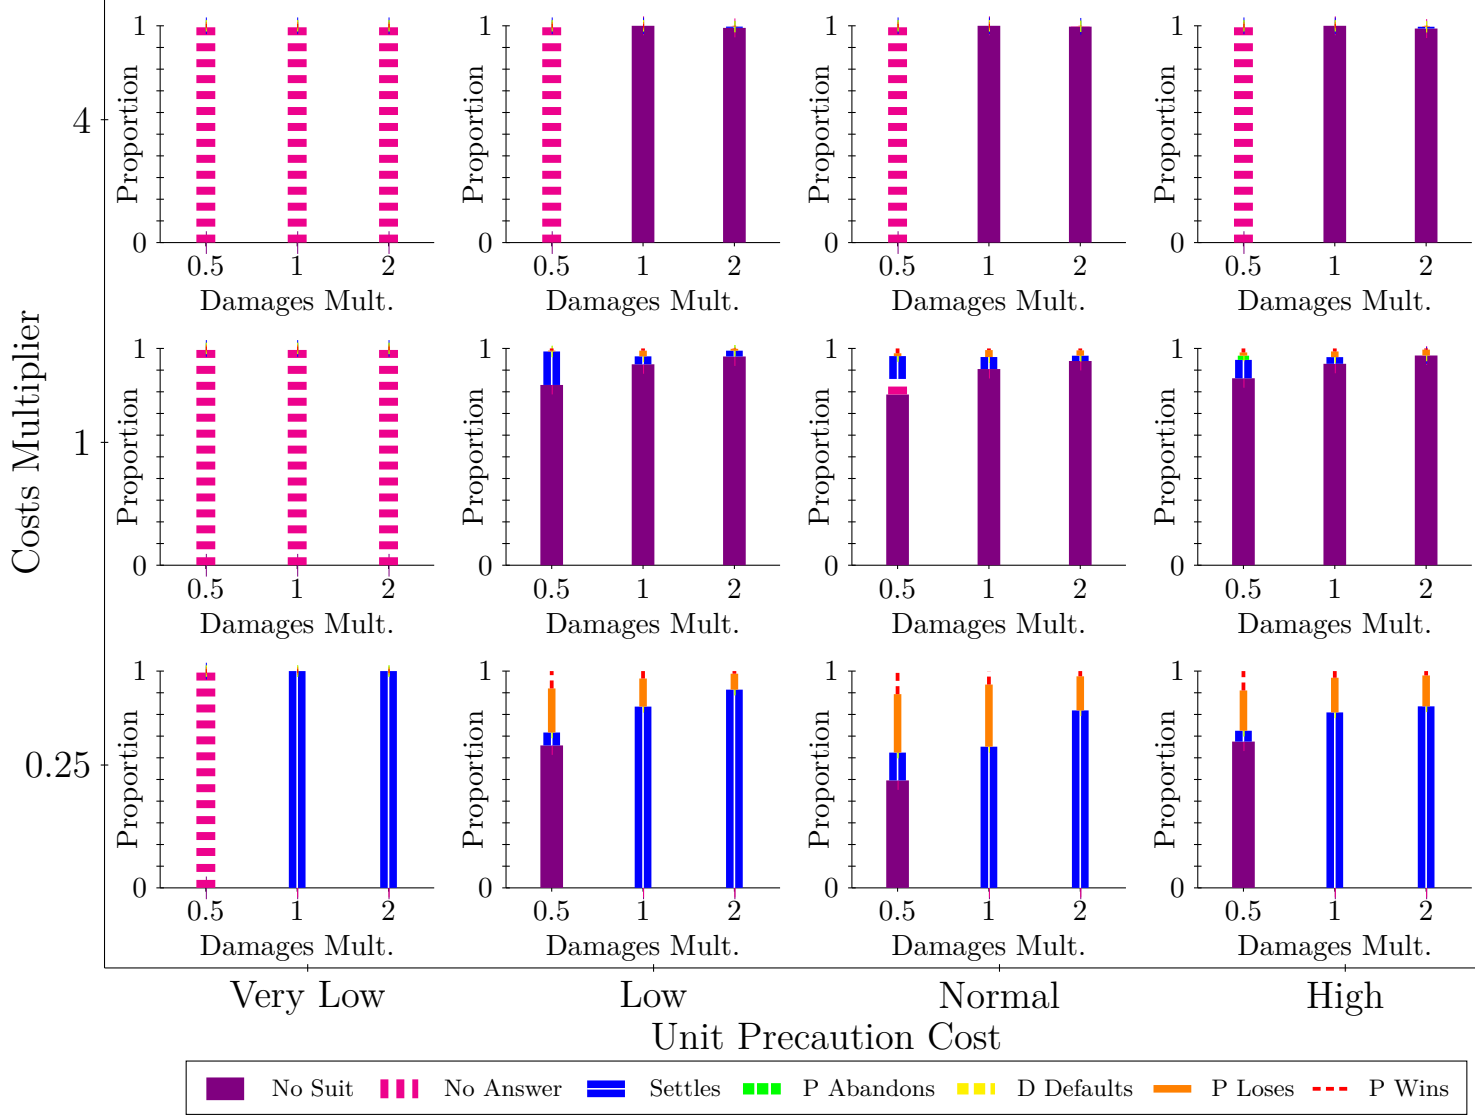 Costs Multiplier
4
1
0.25
1
0
Proportion
0.5 1 2
Damages Mult.
1
0
Proportion
0.5 1 2
Damages Mult.
1
0
Proportion
0.5 1 2
Damages Mult.
1
0
Proportion
0.5 1 2
Damages Mult.
1
0
Proportion
0.5 1 2
Damages Mult.
1
0
Proportion
0.5 1 2
Damages Mult.
1
0
Proportion
0.5 1 2
Damages Mult.
1
0
Proportion
0.5 1 2
Damages Mult.
1
0
Proportion
0.5 1 2
Damages Mult.
1
0
Proportion
0.5 1 2
Damages Mult.
1
0
Proportion
0.5 1 2
Damages Mult.
1
0
Proportion
0.5 1 2
Damages Mult.
Very Low Low Normal High
Unit Precaution Cost
No Suit No Answer Settles P Abandons D Defaults P Loses P Wins